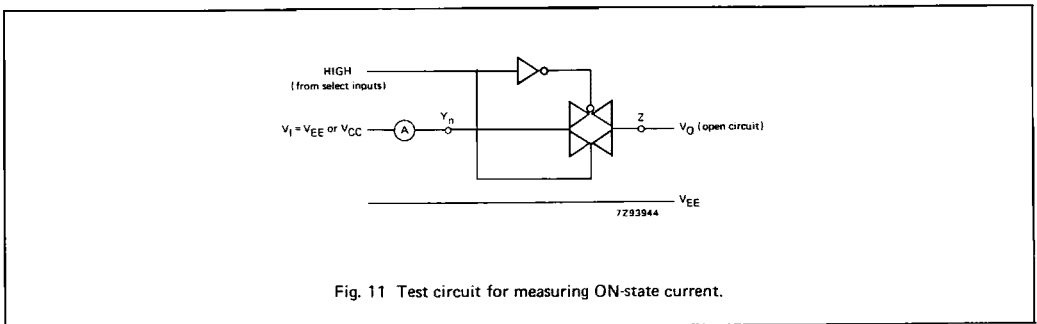 HIGH
(from select inputs)
V_I = V_EE or V_CC
A
Y_n
Z
V_O (open circuit)
V_EE
7Z93944
Fig. 11 Test circuit for measuring ON-state current.